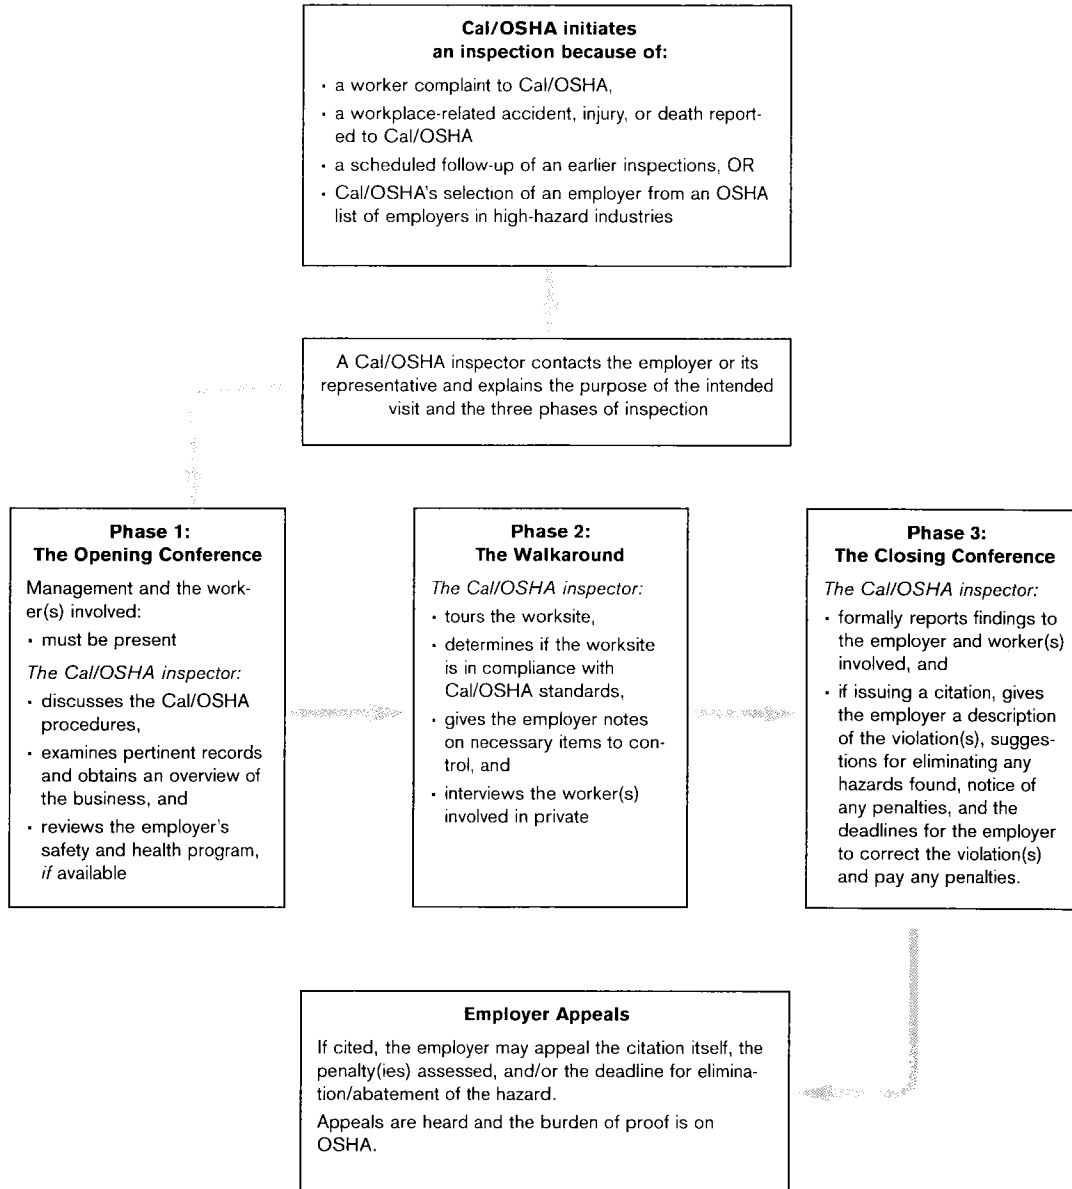 Cal/OSHA initiates
an inspection because of:
· a worker complaint to Cal/OSHA,
· a workplace-related accident, injury, or death report-
ed to Cal/OSHA
· a scheduled follow-up of an earlier inspections, OR
· Cal/OSHA's selection of an employer from an OSHA
list of employers in high-hazard industries
A Cal/OSHA inspector contacts the employer or its
representative and explains the purpose of the intended
visit and the three phases of inspection
Phase 1:
The Opening Conference
Management and the work-
er(s) involved:
· must be present
The Cal/OSHA inspector:
· discusses the Cal/OSHA
procedures,
· examines pertinent records
and obtains an overview of
the business, and
· reviews the employer's
safety and health program,
if available
Phase 2:
The Walkaround
The Cal/OSHA inspector:
· tours the worksite,
· determines if the worksite
is in compliance with
Cal/OSHA standards,
· gives the employer notes
on necessary items to con-
trol, and
· interviews the worker(s)
involved in private
Phase 3:
The Closing Conference
The Cal/OSHA inspector:
· formally reports findings to
the employer and worker(s)
involved, and
· if issuing a citation, gives
the employer a description
of the violation(s), sugges-
tions for eliminating any
hazards found, notice of
any penalties, and the
deadlines for the employer
to correct the violation(s)
and pay any penalties.
Employer Appeals
If cited, the employer may appeal the citation itself, the
penalty(ies) assessed, and/or the deadline for elimina-
tion/abatement of the hazard.
Appeals are heard and the burden of proof is on
OSHA.